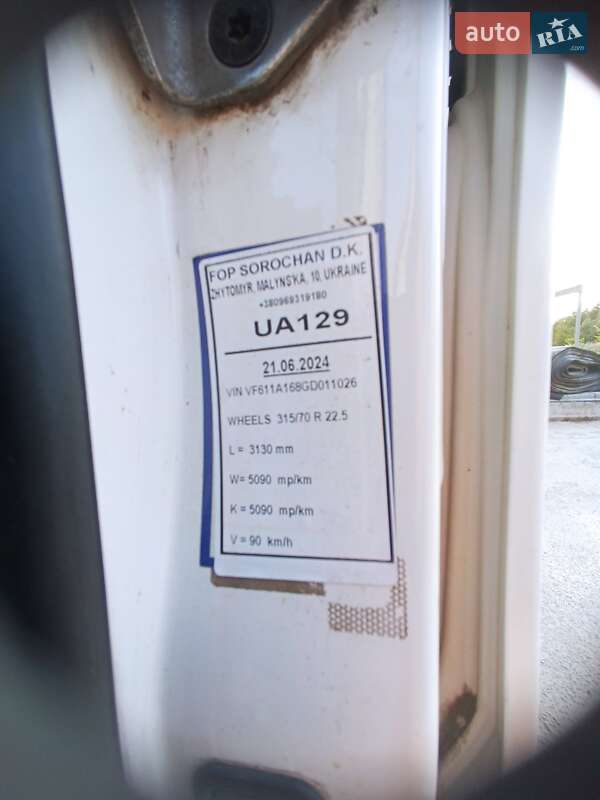 auto RIA
.com
FOP SOROCHAN D.K.
ZHYTOMYR, MALYNS'KA, 10, UKRAINE
+380969319180
UA129
21.06.2024
VIN VF611A168GD011026
WHEELS 315/70 R 22.5
L = 3130 mm
W= 5090 mp/km
K = 5090 mp/km
V = 90 km/h